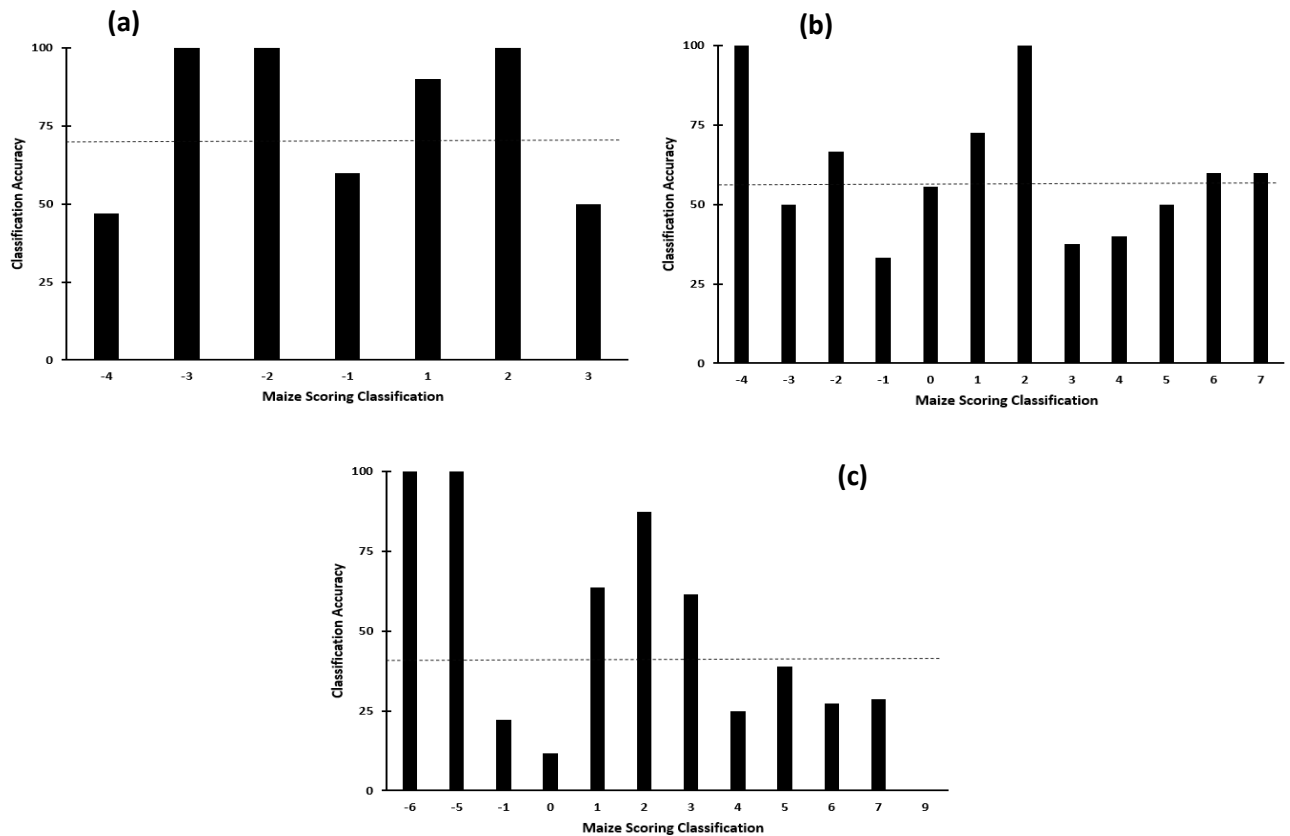 (a)
100
75
50
25
0
Classification Accuracy
-4 -3 -2 -1 1 2 3
Maize Scoring Classification
(b)
100
75
50
25
0
Classification Accuracy
-4 -3 -2 -1 0 1 2 3 4 5 6 7
Maize Scoring Classification
(c)
100
75
50
25
0
Classification Accuracy
-6 -5 -1 0 1 2 3 4 5 6 7 9
Maize Scoring Classification